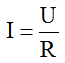 I = U/R